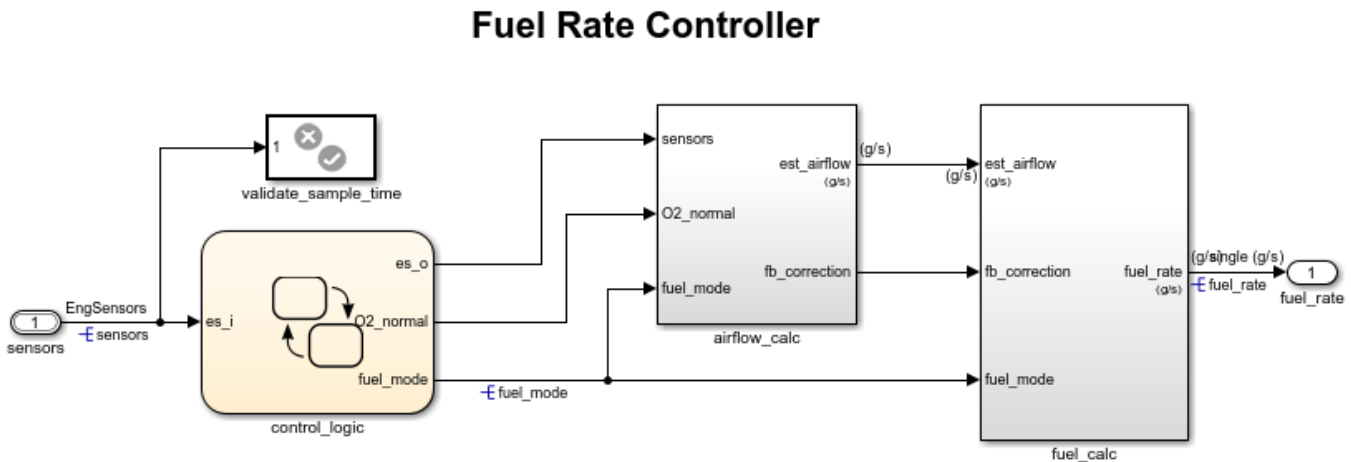 Fuel Rate Controller
1
validate_sample_time
1
sensors
EngSensors
sensors
es_i
es_o
O2_normal
fuel_mode
control_logic
fuel_mode
sensors
O2_normal
fuel_mode
est_airflow
(g/s)
fb_correction
airflow_calc
(g/s)
(g/s)
est_airflow
(g/s)
fb_correction
fuel_mode
fuel_rate
(g/s)
fuel_calc
(g/s)
single (g/s)
fuel_rate
1
fuel_rate